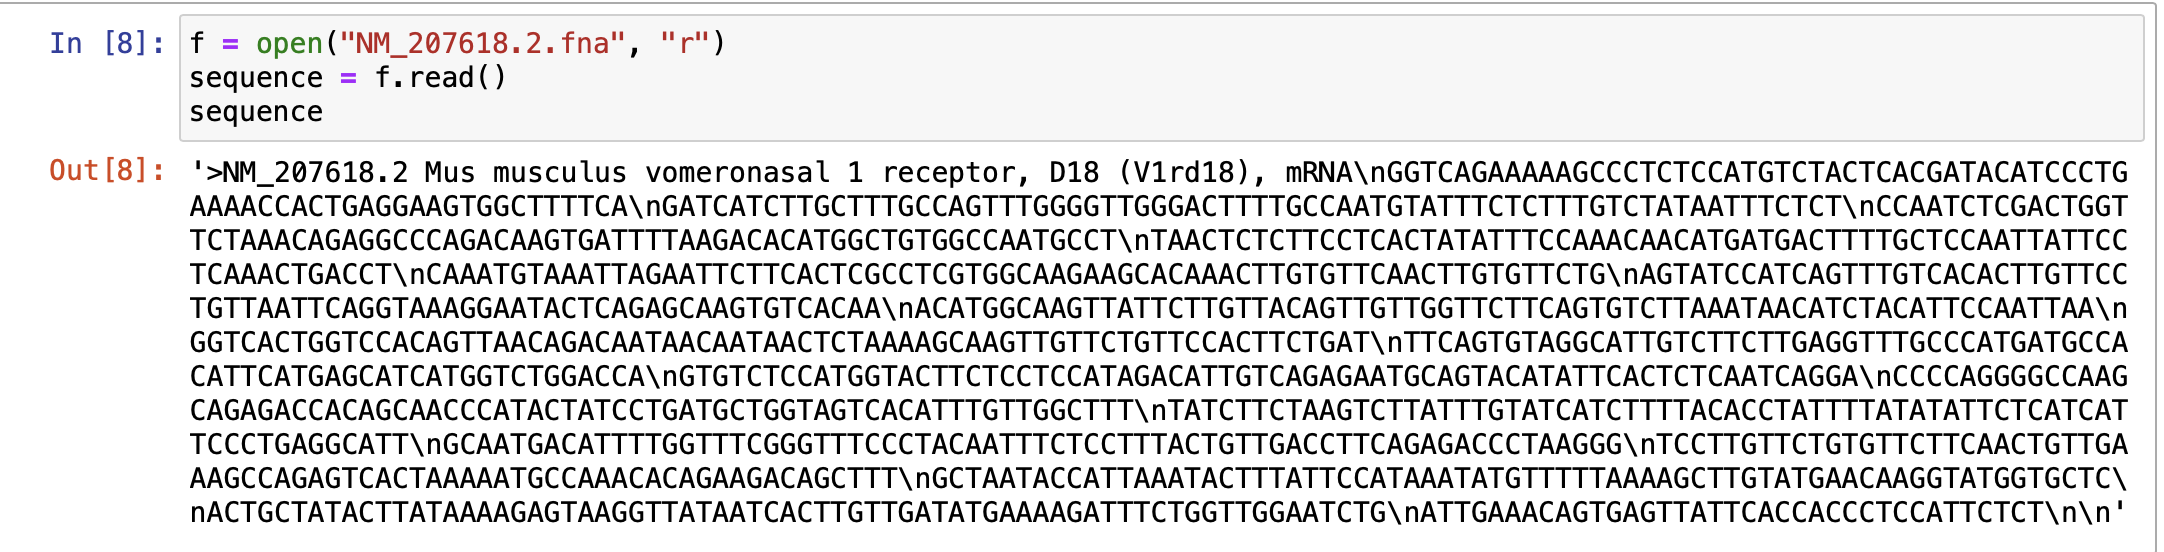 In [8]: f = open("NM_207618.2.fna", "r")
sequence = f.read()
sequence
Out[8]: '>NM_207618.2 Mus musculus vomeronasal 1 receptor, D18 (V1rd18), mRNA\nGGTCAGAAAAAGCCCTCTCCATGTCTACTCACGATACATCCCTG
AAAACCACTGAGGAAGTGGCTTTTCA\nGATCATCTTGCTTTGCCAGTTTGGGGTTGGGACTTTTGCCAATGTATTTCTCTTTGTCTATAATTTCTCT\nCCAATCTCGACTGGT
TCTAAACAGAGGCCCAGACAAGTGATTTTAAGACACATGGCTGTGGCCAATGCCT\nTAACTCTCTTCCTCACTATATTTCCAAACAACATGATGACTTTTGCTCCAATTATTCC
TCAAACTGACCT\nCAAATGTAAATTAGAATTCTTCACTCGCCTCGTGGCAAGAAGCACAAACTTGTGTTCAACTTGTGTTCTG\nAGTATCCATCAGTTTGTCACACTTGTTCC
TGTTAATTCAGGTAAAGGAATACTCAGAGCAAGTGTCACAA\nACATGGCAAGTTATTCTTGTTACAGTTGTTGGTTCTTCAGTGTCTTAAATAACATCTACATTCCAATTAA\n
GGTCACTGGTCCACAGTTAACAGACAATAACAATAACTCTAAAAGCAAGTTGTTCTGTTCCACTTCTGAT\nTTCAGTGTAGGCATTGTCTTCTTGAGGTTTGCCCATGATGCCA
CATTCATGAGCATCATGGTCTGGACCA\nGTGTCTCCATGGTACTTCTCCTCCATAGACATTGTCAGAGAATGCAGTACATATTCACTCTCAATCAGGA\nCCCCAGGGGCCAAG
CAGAGACCACAGCAACCCATACTATCCTGATGCTGGTAGTCACATTTGTTGGCTTT\nTATCTTCTAAGTCTTATTTGTATCATCTTTTACACCTATTTTATATATTCTCATCAT
TCCCTGAGGCATT\nGCAATGACATTTTGGTTTCGGGTTTCCCTACAATTTCTCCTTTACTGTTGACCTTCAGAGACCCTAAGGG\nTCCTTGTTCTGTGTTCTTCAACTGTTGA
AAGCCAGAGTCACTAAAAATGCCAAACACAGAAGACAGCTTT\nGCTAATACCATTAAATACTTTATTCCATAAATATGTTTTTAAAAGCTTGTATGAACAAGGTATGGTGCTC\
nACTGCTATACTTATAAAAGAGTAAGGTTATAATCACTTGTTGATATGAAAAGATTTCTGGTTGGAATCTG\nATTGAAACAGTGAGTTATTCACCACCCTCCATTCTCT\n\n'